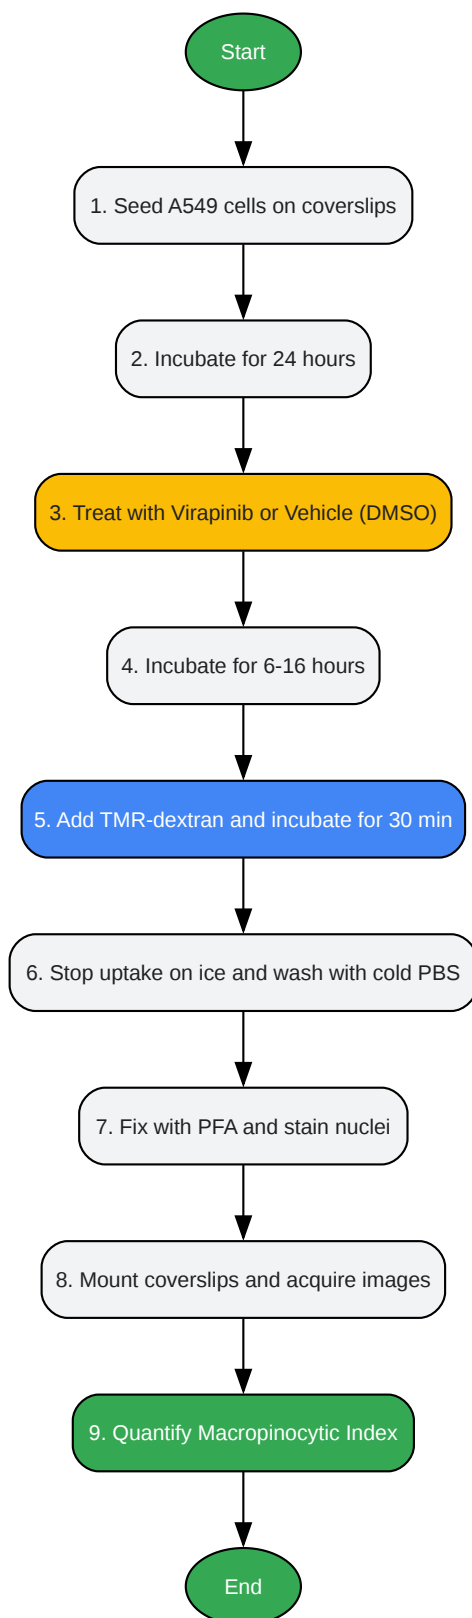 Start
1. Seed A549 cells on coverslips
2. Incubate for 24 hours
3. Treat with Virapinib or Vehicle (DMSO)
4. Incubate for 6-16 hours
5. Add TMR-dextran and incubate for 30 min
6. Stop uptake on ice and wash with cold PBS
7. Fix with PFA and stain nuclei
8. Mount coverslips and acquire images
9. Quantify Macropinocytic Index
End